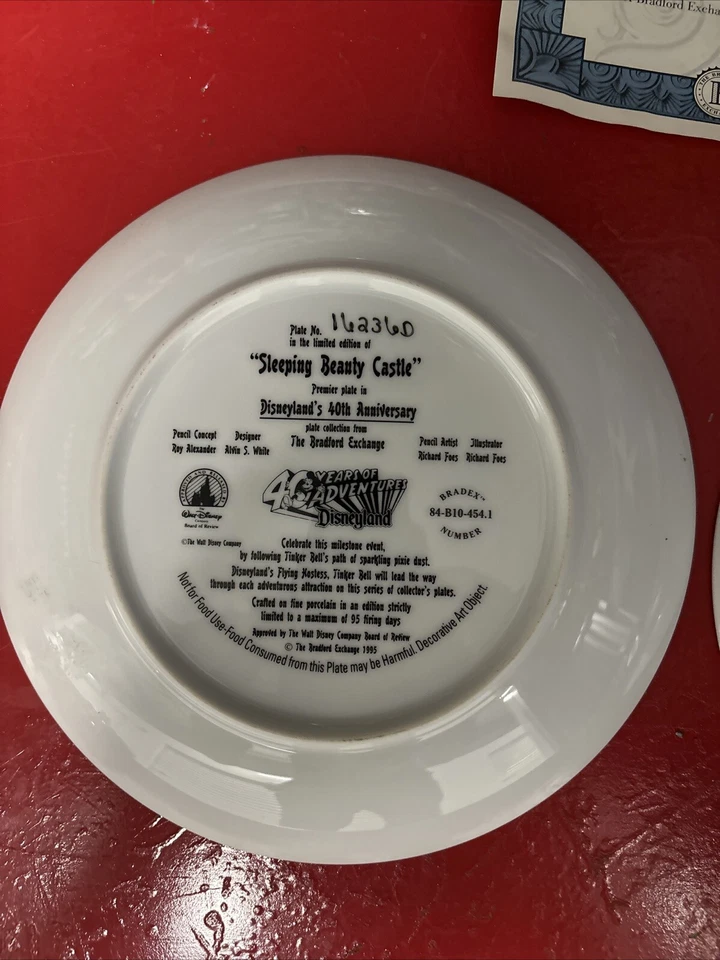 Bradford Excha
Plate No. 16236D
in the limited edition of
“Sleeping Beauty Castle”
Premier plate in
Disneyland's 40th Anniversary
plate collection from
The Bradford Exchange
Pencil Concept
Roy Alexander
Designer
Alvin S. White
Pencil Artist
Richard Foes
Illustrator
Richard Foes
The
Walt Disney
Company
Board of Review
40 YEARS OF
ADVENTURES
Disneyland
BRADEX™
84-B10-454.1
NUMBER
©The Walt Disney Company
Celebrate this milestone event,
by following Tinker Bell's path of sparkling pixie dust.
Disneyland's Flying Hostess, Tinker Bell will lead the way
through each adventurous attraction on this series of collector's plates.
Crafted on fine porcelain in an edition strictly
limited to a maximum of 95 firing days
Approved by The Walt Disney Company Board of Review
© The Bradford Exchange 1995
Not for Food Use-Food Consumed from this Plate may be Harmful. Decorative Art Object.